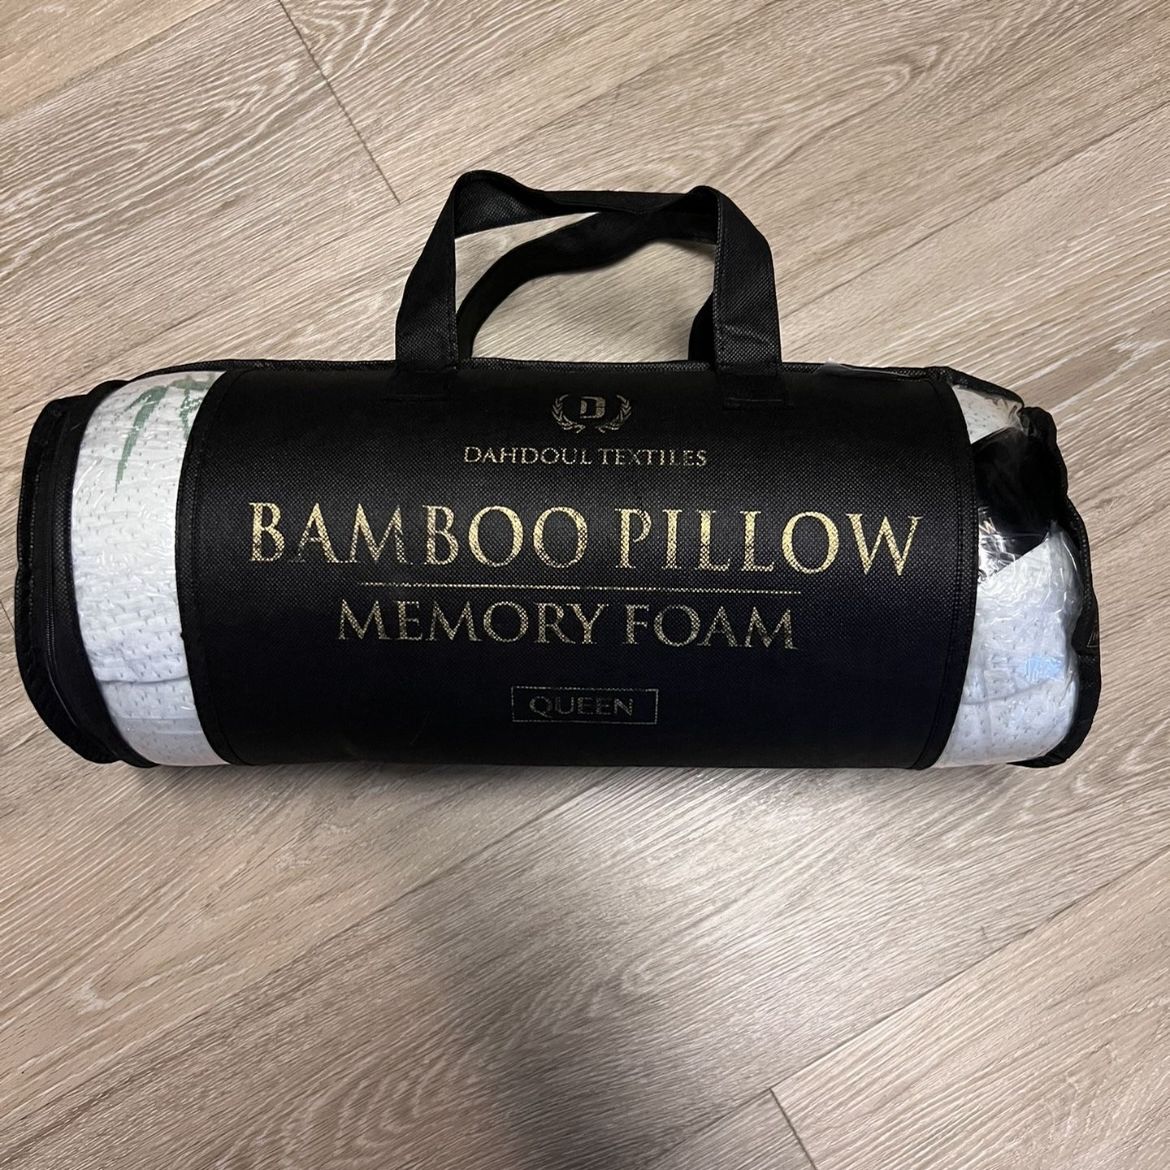 D
DAHDOUL TEXTILES
BAMBOO PILLOW
MEMORY FOAM
QUEEN